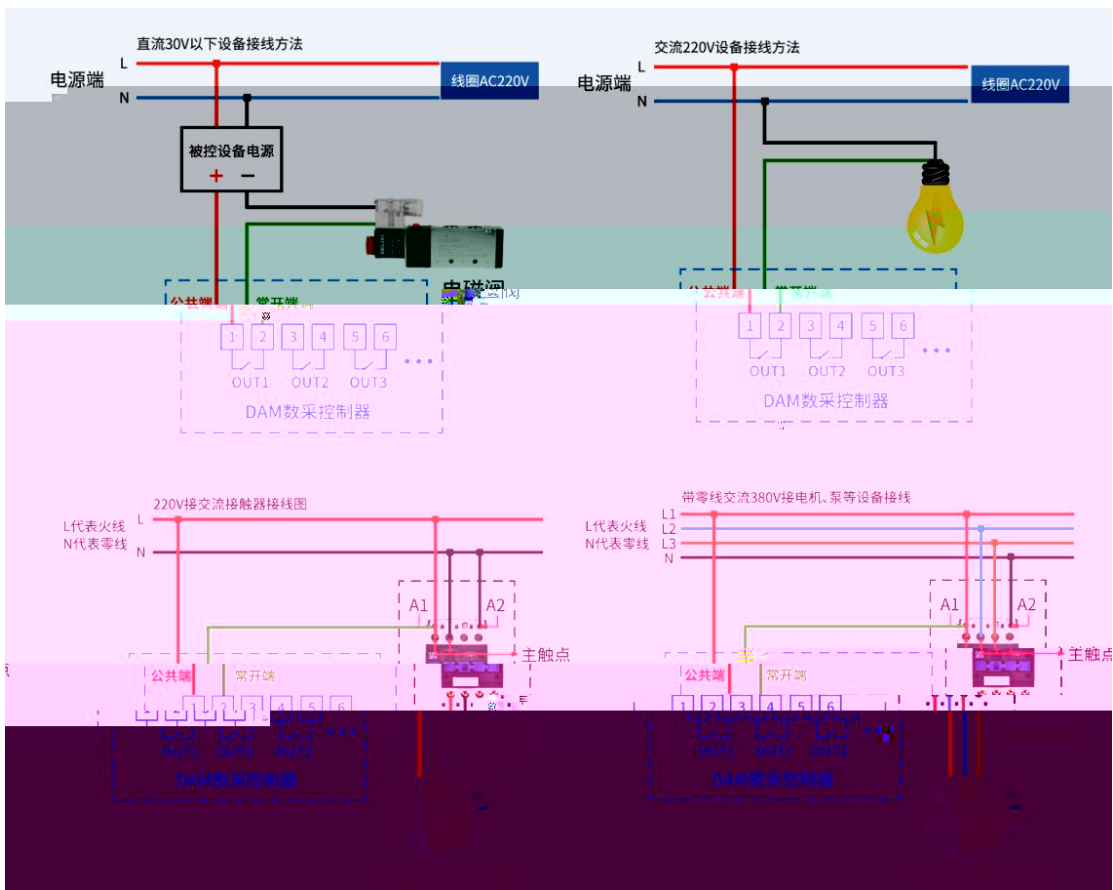 直流30V以下设备接线方法
L
电源端
N
线圈AC220V
被控设备电源
+ −
电磁阀
公共端
常开端
1 2 3 4 5 6
OUT1 OUT2 OUT3
DAM数采控制器
交流220V设备接线方法
L
电源端
N
线圈AC220V
公共端
常开端
1 2 3 4 5 6
OUT1 OUT2 OUT3
DAM数采控制器
220V接交流接触器接线图
L代表火线
N代表零线
L
N
A1
A2
主触点
公共端
常开端
1 2 3 4 5 6
DAM数采控制器
带零线交流380V接电机、泵等设备接线
L代表火线
N代表零线
L1
L2
L3
N
A1
A2
主触点
公共端
常开端
1 2 3 4 5 6
DAM数采控制器